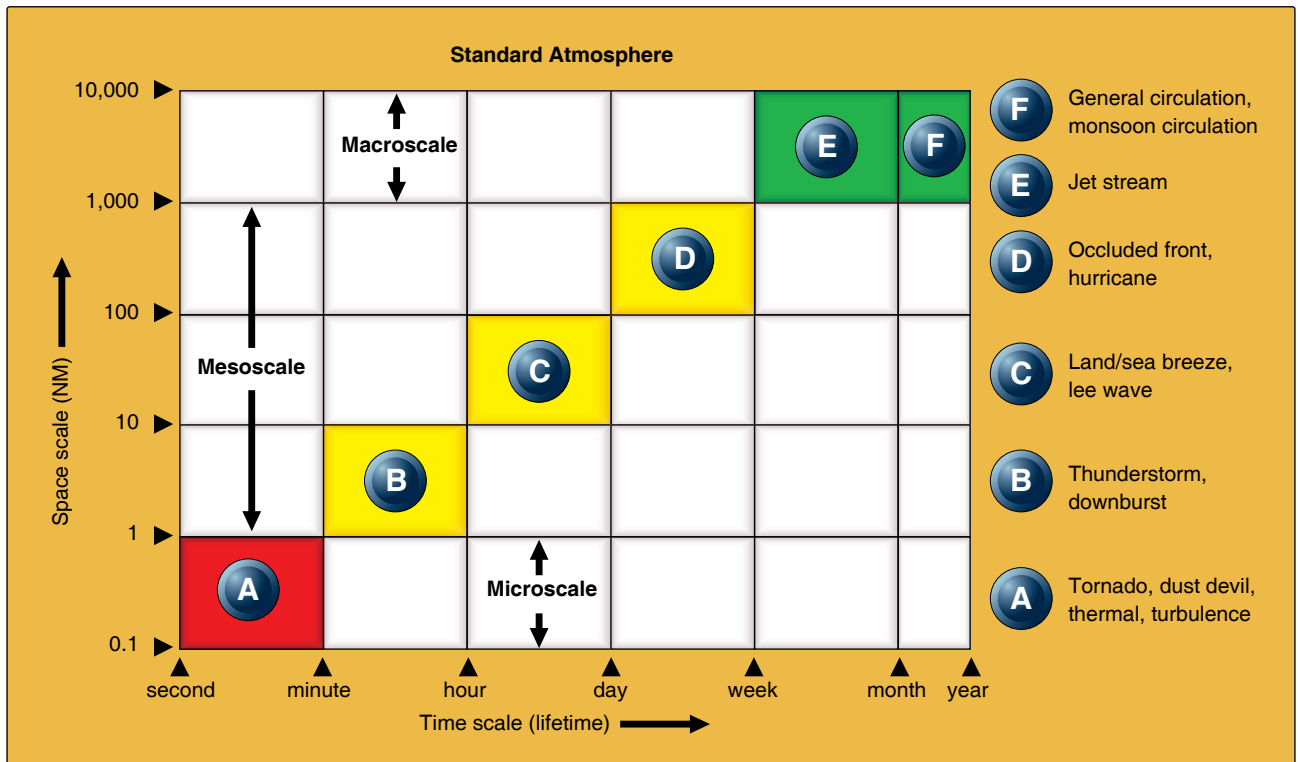 Standard Atmosphere
10,000
1,000
100
10
1
0.1
Space scale (NM)
Macroscale
Mesoscale
Microscale
E
F
D
C
B
A
second
minute
hour
day
week
month
year
Time scale (lifetime)
F
General circulation,
monsoon circulation
E
Jet stream
D
Occluded front,
hurricane
C
Land/sea breeze,
lee wave
B
Thunderstorm,
downburst
A
Tornado, dust devil,
thermal, turbulence